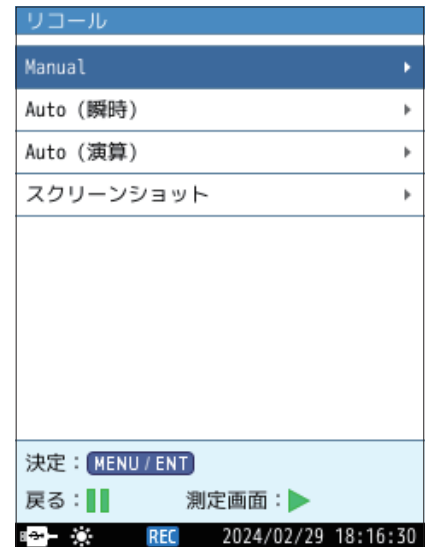 リコール
Manual
Auto (瞬時)
Auto (演算)
スクリーンショット
決定：MENU / ENT
戻る： 測定画面：
REC 2024/02/29 18:16:30